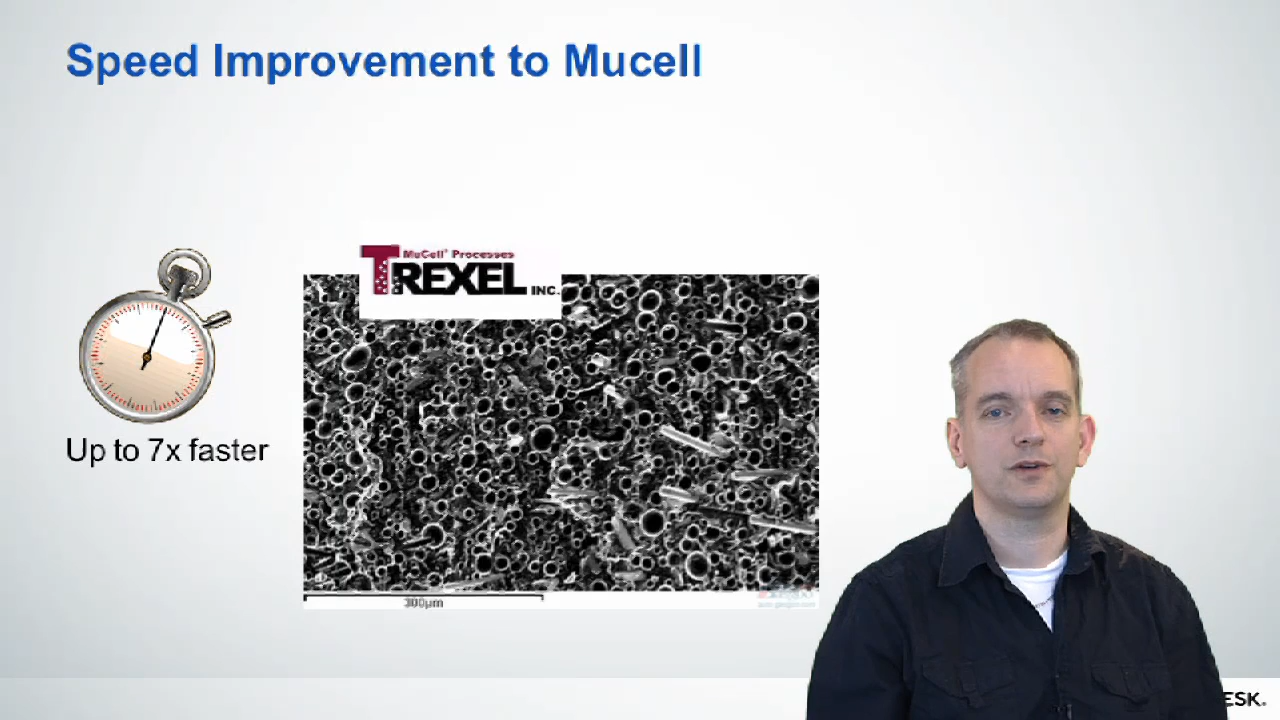 Speed Improvement to Mucell
MuCell® Processes
TREXEL INC.
Up to 7x faster
300µm
ESK.